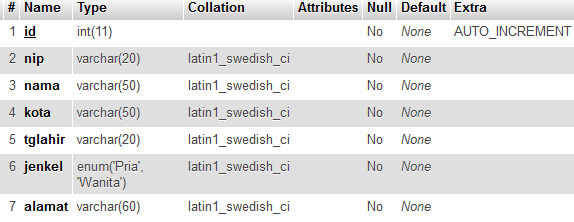 # Name Type Collation Attributes Null Default Extra
1 id int(11) No None AUTO_INCREMENT
2 nip varchar(20) latin1_swedish_ci No None
3 nama varchar(50) latin1_swedish_ci No None
4 kota varchar(50) latin1_swedish_ci No None
5 tglahir varchar(20) latin1_swedish_ci No None
6 jenkel enum('Pria', latin1_swedish_ci No None
'Wanita')
7 alamat varchar(60) latin1_swedish_ci No None